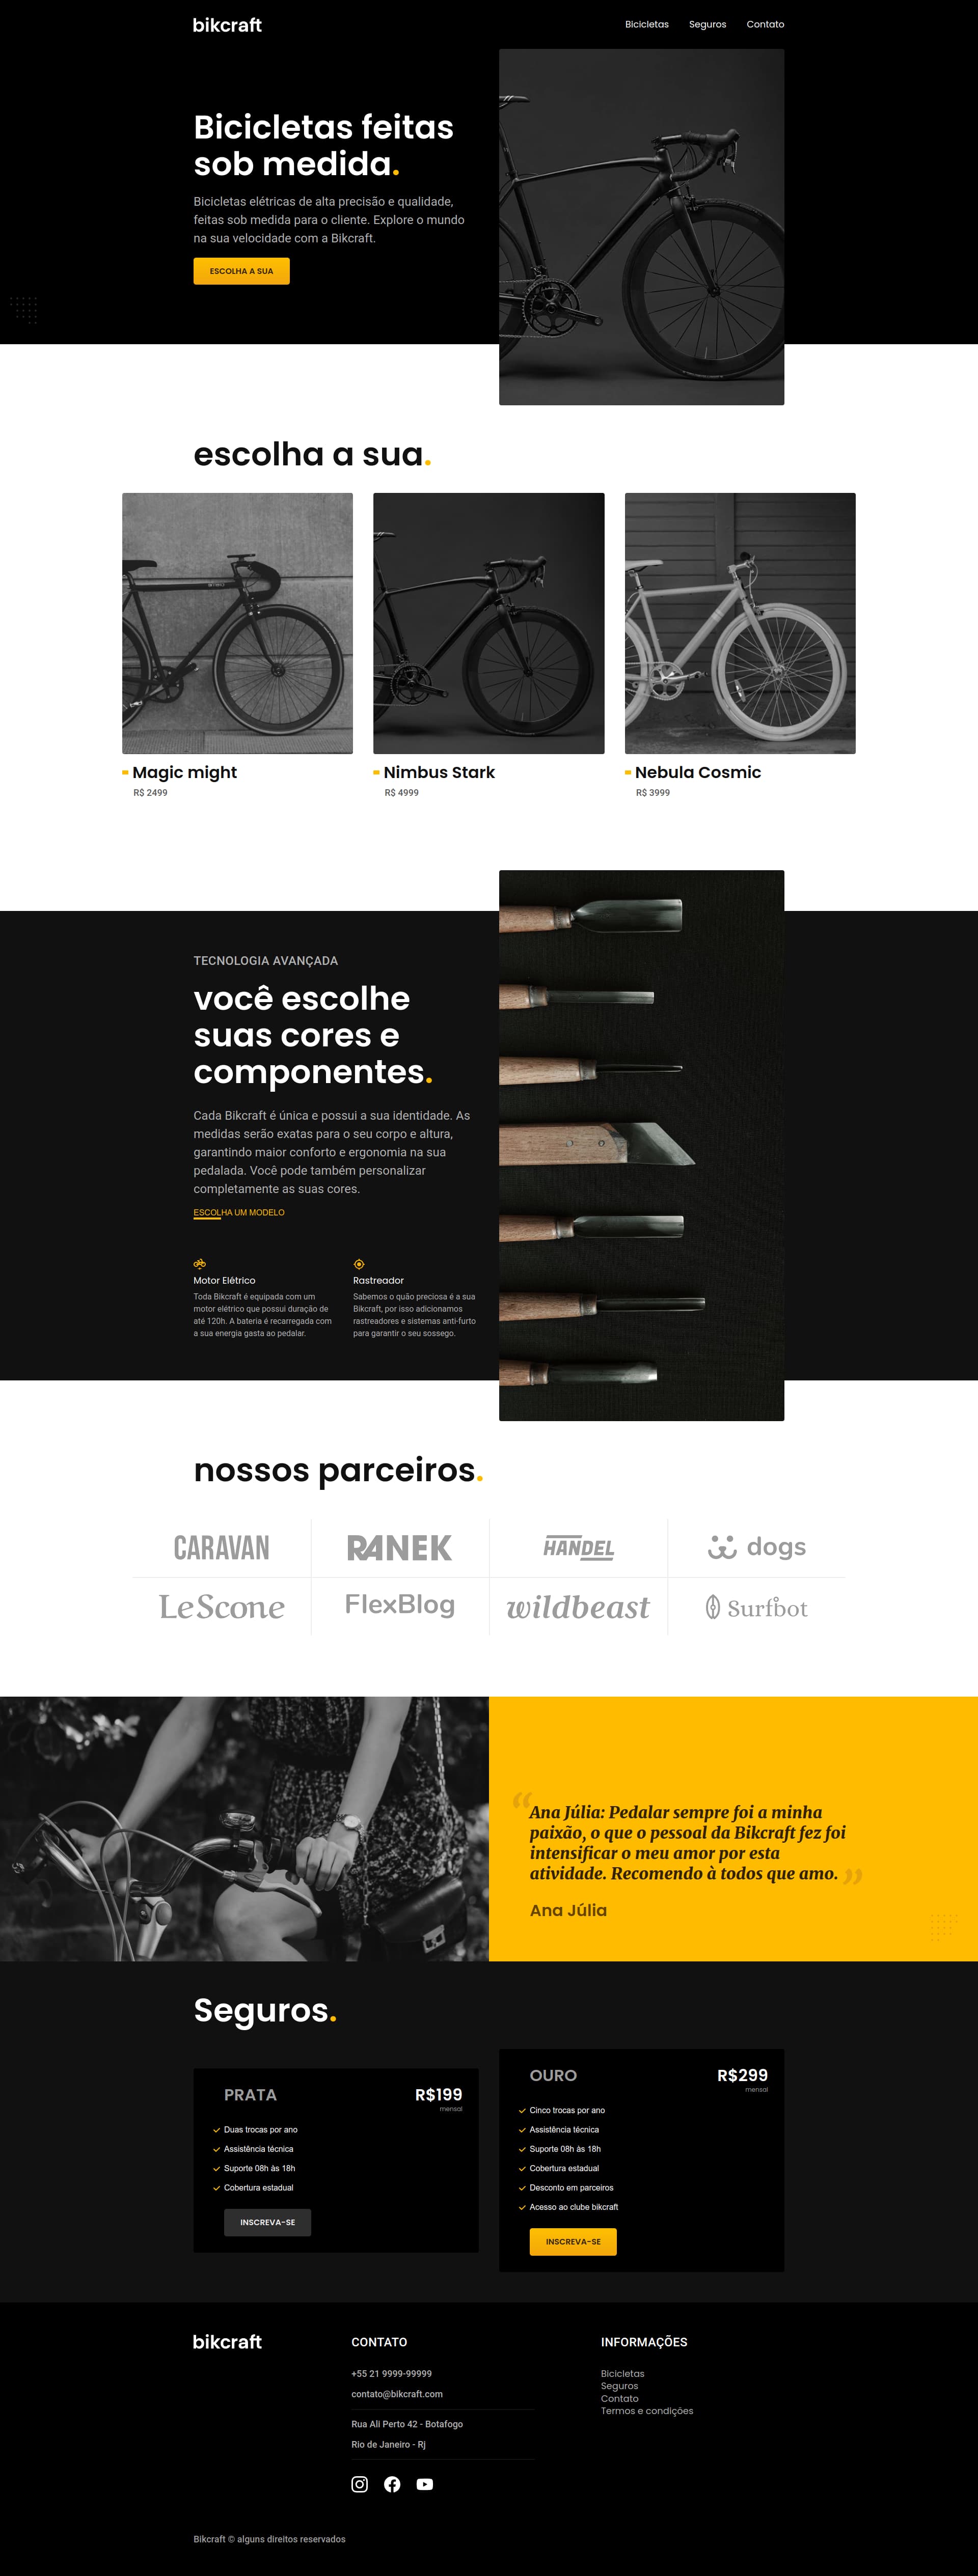 bikcraft
Bicicletas Seguros Contato
Bicicletas feitas
sob medida.
Bicicletas elétricas de alta precisão e qualidade,
feitas sob medida para o cliente. Explore o mundo
na sua velocidade com a Bikcraft.
ESCOLHA A SUA
escolha a sua.
Magic might
R$ 2499
Nimbus Stark
R$ 4999
Nebula Cosmic
R$ 3999
TECNOLOGIA AVANÇADA
você escolhe
suas cores e
componentes.
Cada Bikcraft é única e possui a sua identidade. As
medidas serão exatas para o seu corpo e altura,
garantindo maior conforto e ergonomia na sua
pedalada. Você pode também personalizar
completamente as suas cores.
ESCOLHA UM MODELO
Motor Elétrico
Toda Bikcraft é equipada com um
motor elétrico que possui duração de
até 120h. A bateria é recarregada com
a sua energia gasta ao pedalar.
Rastreador
Sabemos o quão preciosa é a sua
Bikcraft, por isso adicionamos
rastreadores e sistemas anti-furto
para garantir o seu sossego.
nossos parceiros.
CARAVAN RANEK HANDEL dogs
LeScone FlexBlog wildbeast Surfbot
“Ana Júlia: Pedalar sempre foi a minha
paixão, o que o pessoal da Bikcraft fez foi
intensificar o meu amor por esta
atividade. Recomendo à todos que amo.”
Ana Júlia
Seguros.
PRATA
R$199
mensal
Duas trocas por ano
Assistência técnica
Suporte 08h às 18h
Cobertura estadual
INSCREVA-SE
OURO
R$299
mensal
Cinco trocas por ano
Assistência técnica
Suporte 08h às 18h
Cobertura estadual
Desconto em parceiros
Acesso ao clube bikcraft
INSCREVA-SE
bikcraft
CONTATO
+55 21 9999-99999
contato@bikcraft.com
Rua Ali Perto 42 - Botafogo
Rio de Janeiro - Rj
INFORMAÇÕES
Bicicletas
Seguros
Contato
Termos e condições
Bikcraft © alguns direitos reservados